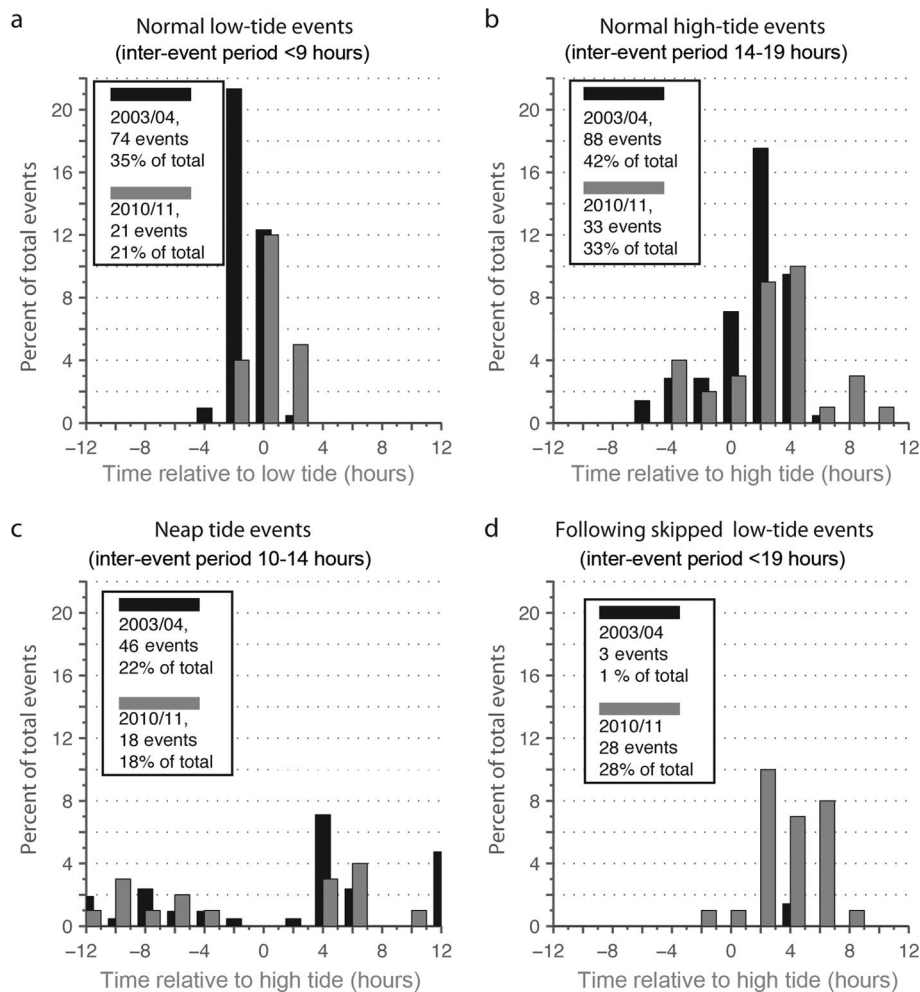 a
Normal low-tide events
(inter-event period <9 hours)
Percent of total events
20
16
12
8
4
0
2003/04,
74 events
35% of total
2010/11,
21 events
21% of total
−12 −8 −4 0 4 8 12
Time relative to low tide (hours)
b
Normal high-tide events
(inter-event period 14-19 hours)
Percent of total events
20
16
12
8
4
0
2003/04,
88 events
42% of total
2010/11,
33 events
33% of total
−12 −8 −4 0 4 8 12
Time relative to high tide (hours)
c
Neap tide events
(inter-event period 10-14 hours)
Percent of total events
20
16
12
8
4
0
2003/04,
46 events
22% of total
2010/11,
18 events
18% of total
−12 −8 −4 0 4 8 12
Time relative to high tide (hours)
d
Following skipped low-tide events
(inter-event period <19 hours)
Percent of total events
20
16
12
8
4
0
2003/04
3 events
1 % of total
2010/11
28 events
28% of total
−12 −8 −4 0 4 8 12
Time relative to high tide (hours)